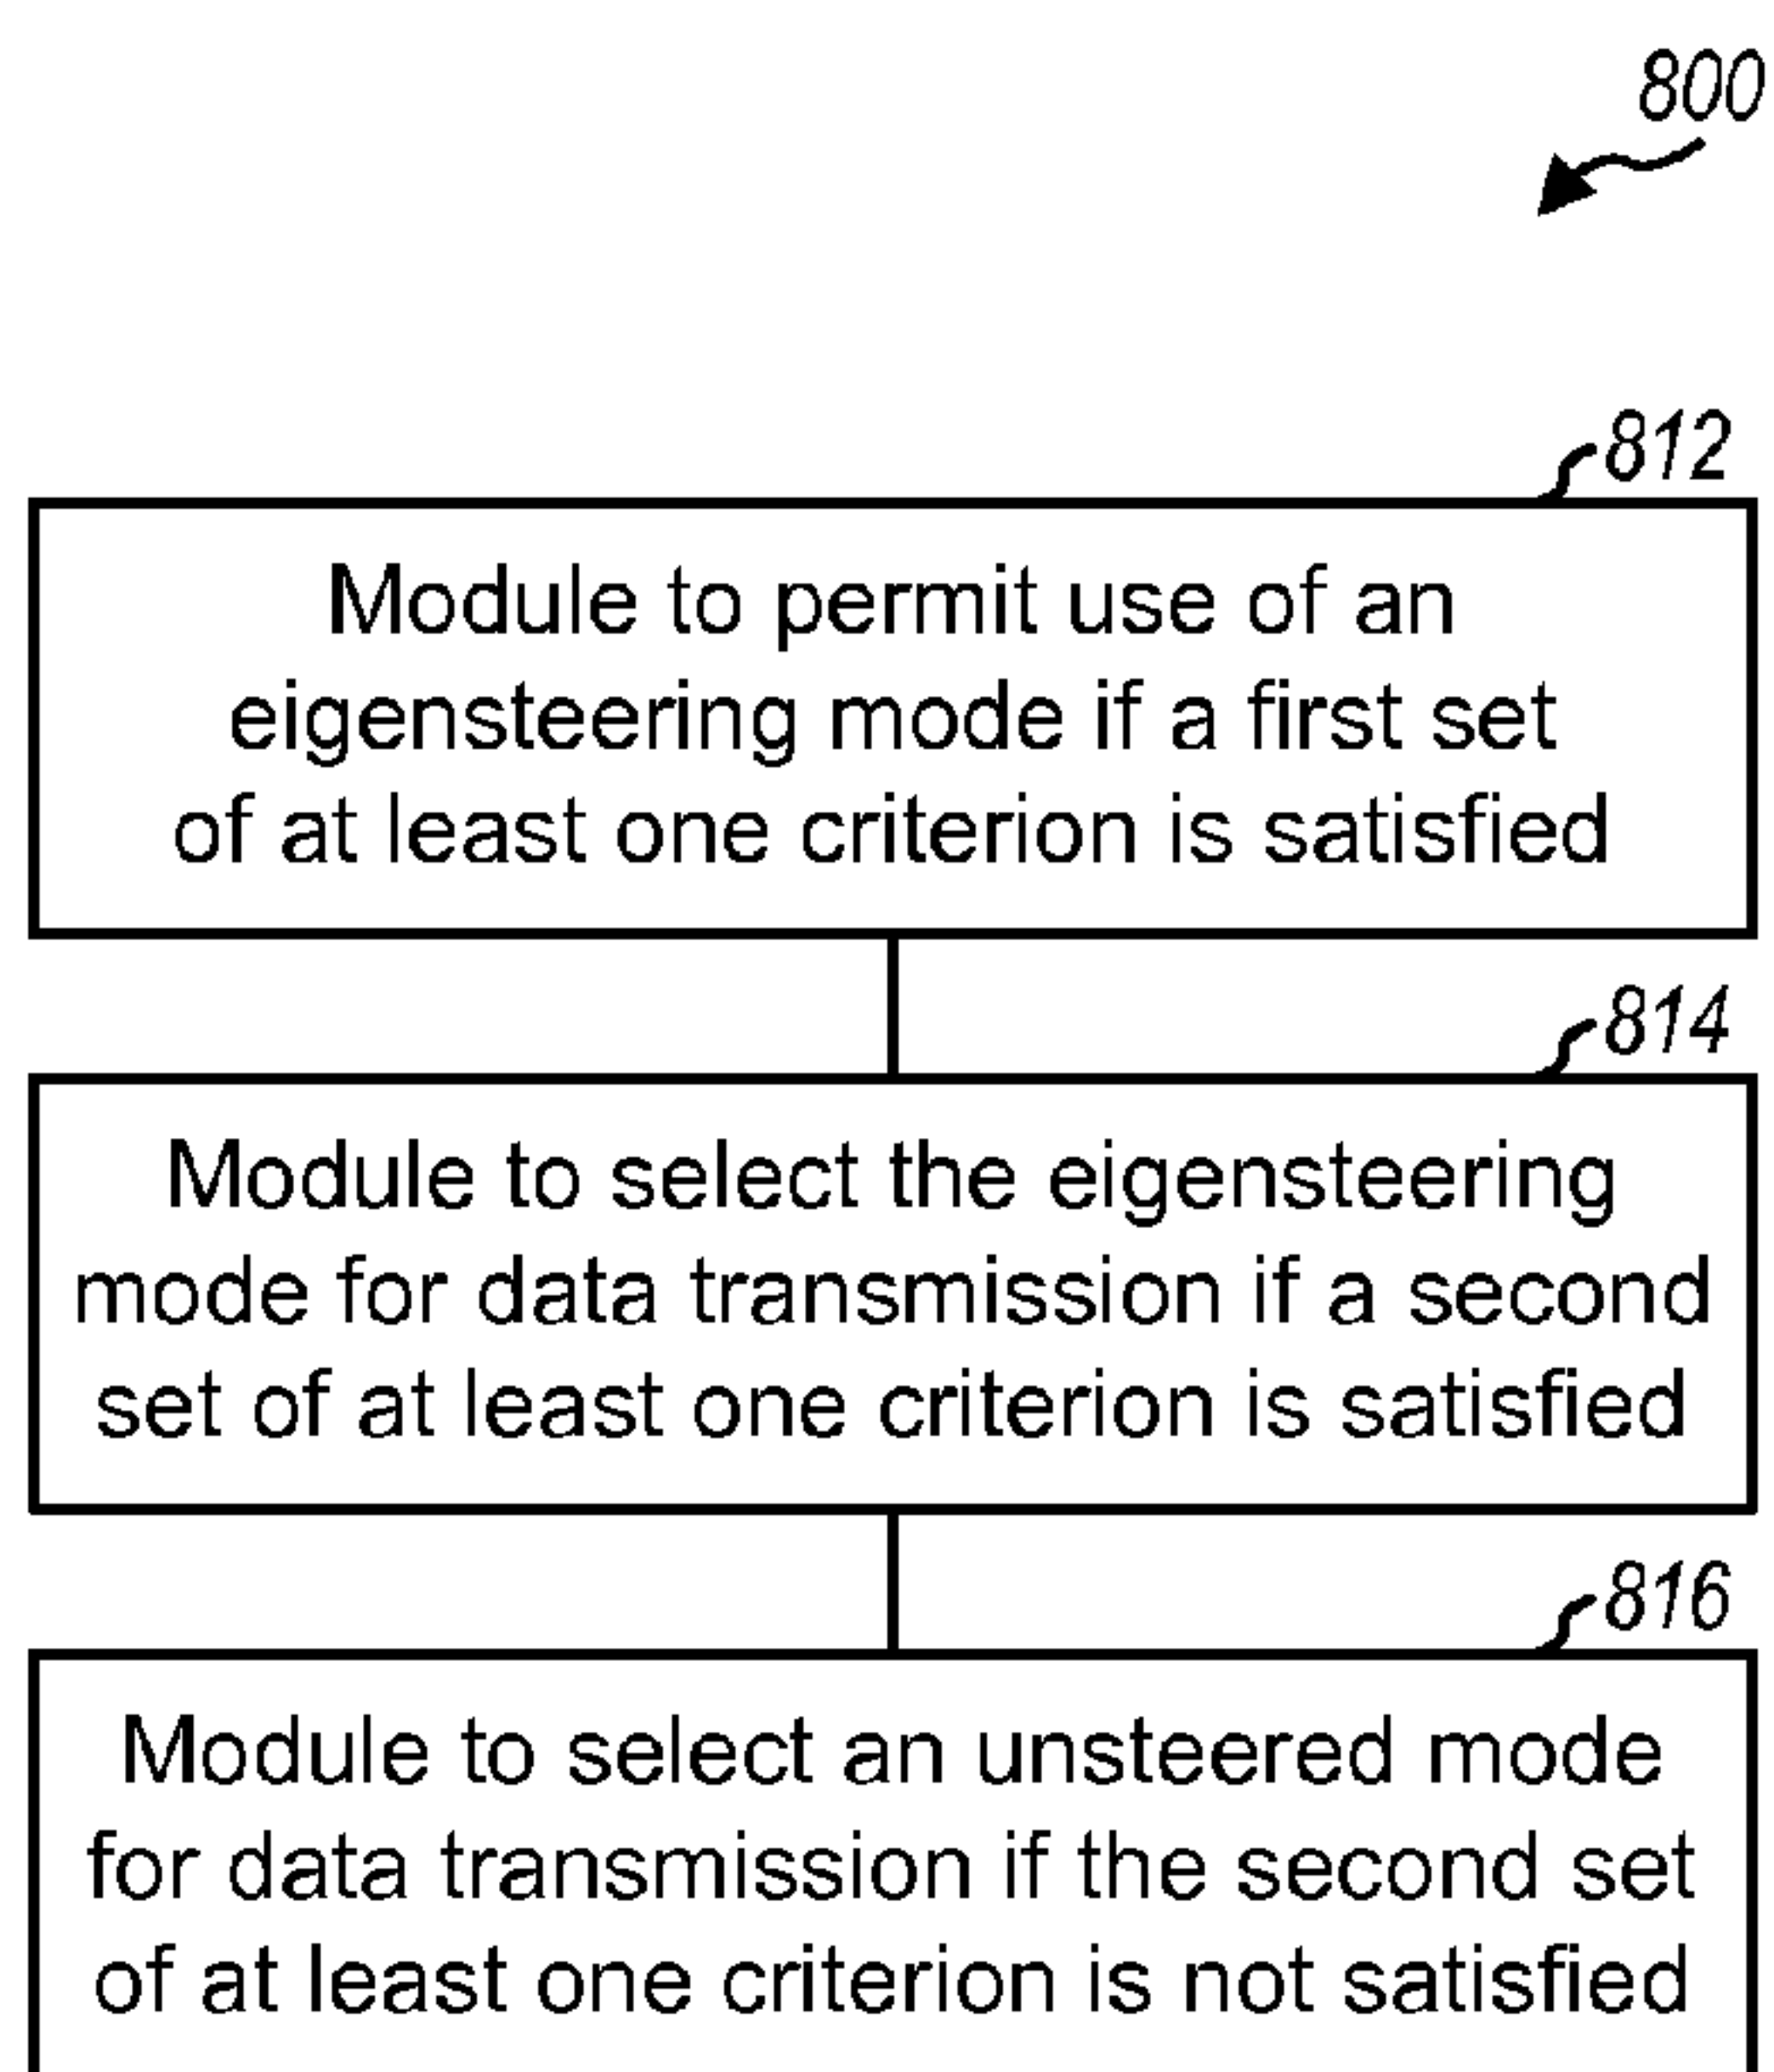 800
812
Module to permit use of an
eigensteering mode if a first set
of at least one criterion is satisfied
814
Module to select the eigensteering
mode for data transmission if a second
set of at least one criterion is satisfied
816
Module to select an unsteered mode
for data transmission if the second set
of at least one criterion is not satisfied